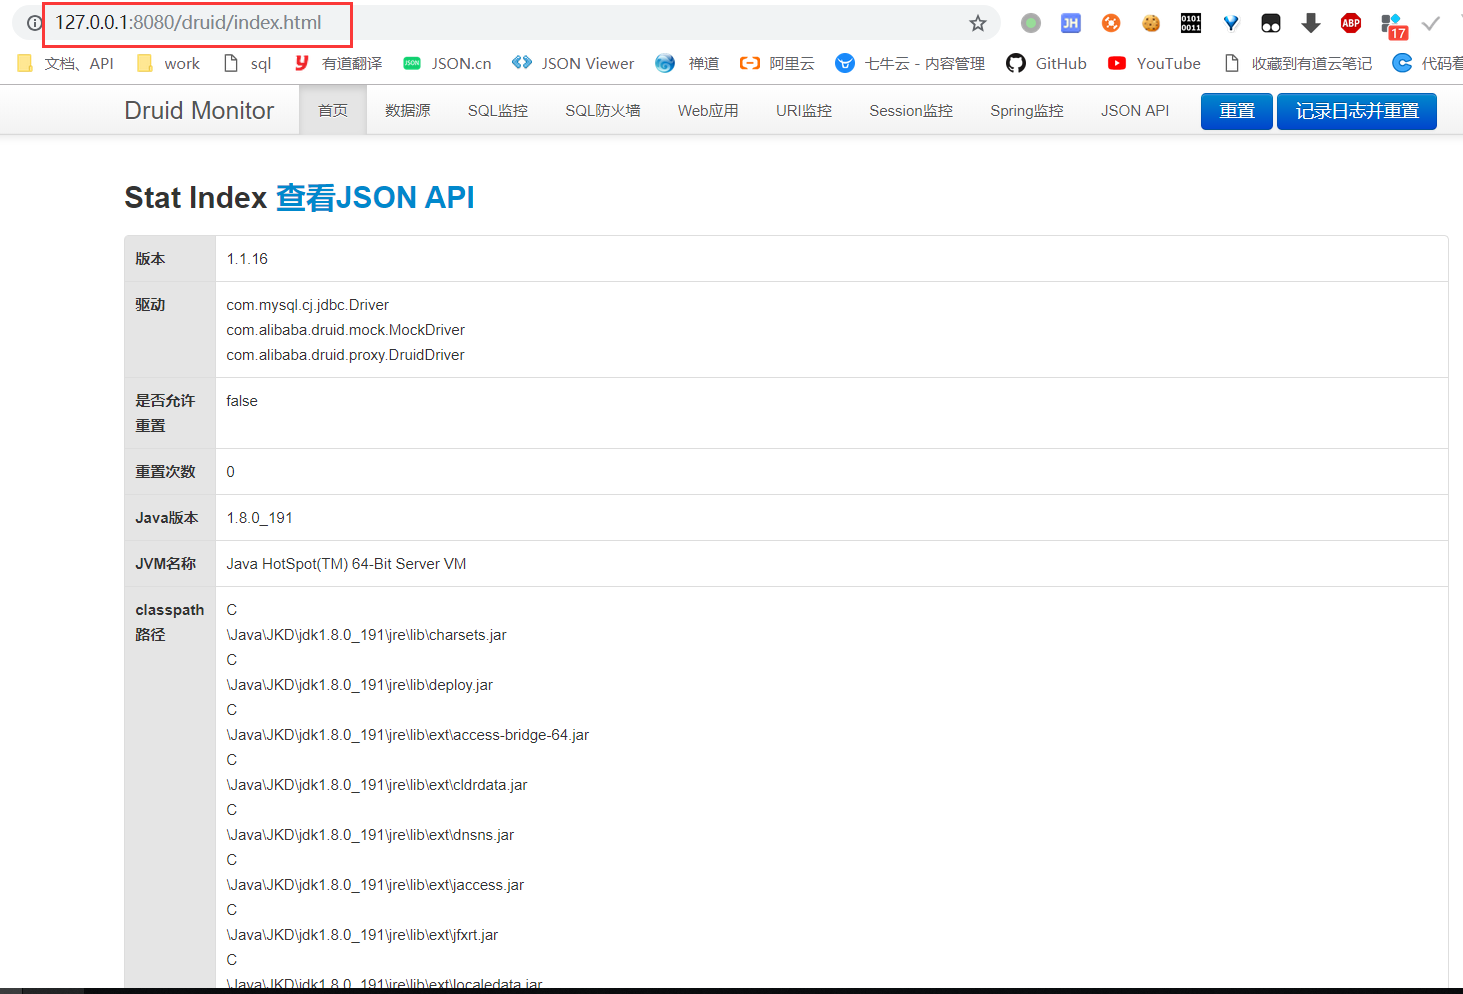 127.0.0.1:8080/druid/index.html
JH
0101
0011
ABP
17
文档、API work sql 有道翻译 JSON JSON.cn JSON Viewer 禅道 阿里云 七牛云 - 内容管理 GitHub YouTube 收藏到有道云笔记 代码着
Druid Monitor 首页 数据源 SQL监控 SQL防火墙 Web应用 URI监控 Session监控 Spring监控 JSON API 重置 记录日志并重置
Stat Index 查看JSON API
版本 1.1.16
驱动 com.mysql.cj.jdbc.Driver
com.alibaba.druid.mock.MockDriver
com.alibaba.druid.proxy.DruidDriver
是否允许 false
重置
重置次数 0
Java版本 1.8.0_191
JVM名称 Java HotSpot(TM) 64-Bit Server VM
classpath C
路径 \Java\JKD\jdk1.8.0_191\jre\lib\charsets.jar
C
\Java\JKD\jdk1.8.0_191\jre\lib\deploy.jar
C
\Java\JKD\jdk1.8.0_191\jre\lib\ext\access-bridge-64.jar
C
\Java\JKD\jdk1.8.0_191\jre\lib\ext\cldrdata.jar
C
\Java\JKD\jdk1.8.0_191\jre\lib\ext\dnsns.jar
C
\Java\JKD\jdk1.8.0_191\jre\lib\ext\jaccess.jar
C
\Java\JKD\jdk1.8.0_191\jre\lib\ext\jfxrt.jar
C
\Java\JKD\jdk1.8.0_191\jre\lib\ext\localedata.jar